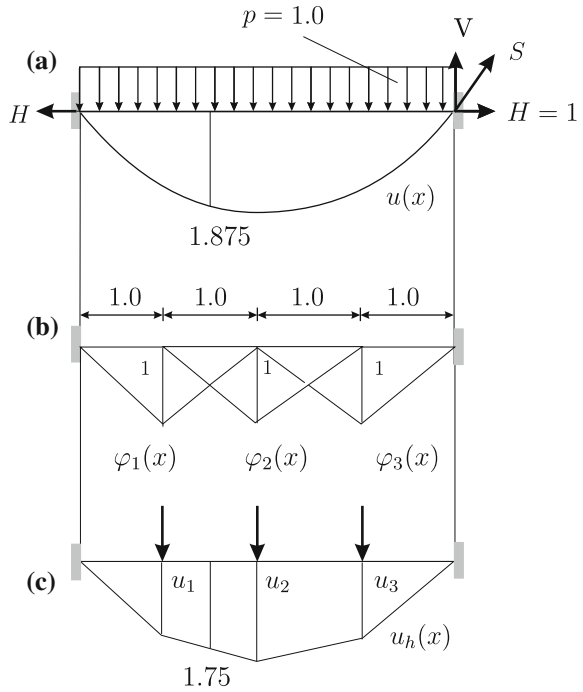 p = 1.0
V
(a)
S
H
H = 1
u(x)
1.875
1.0 1.0 1.0 1.0
(b)
1 1 1
φ₁(x) φ₂(x) φ₃(x)
(c)
u₁ u₂ u₃
uₕ(x)
1.75